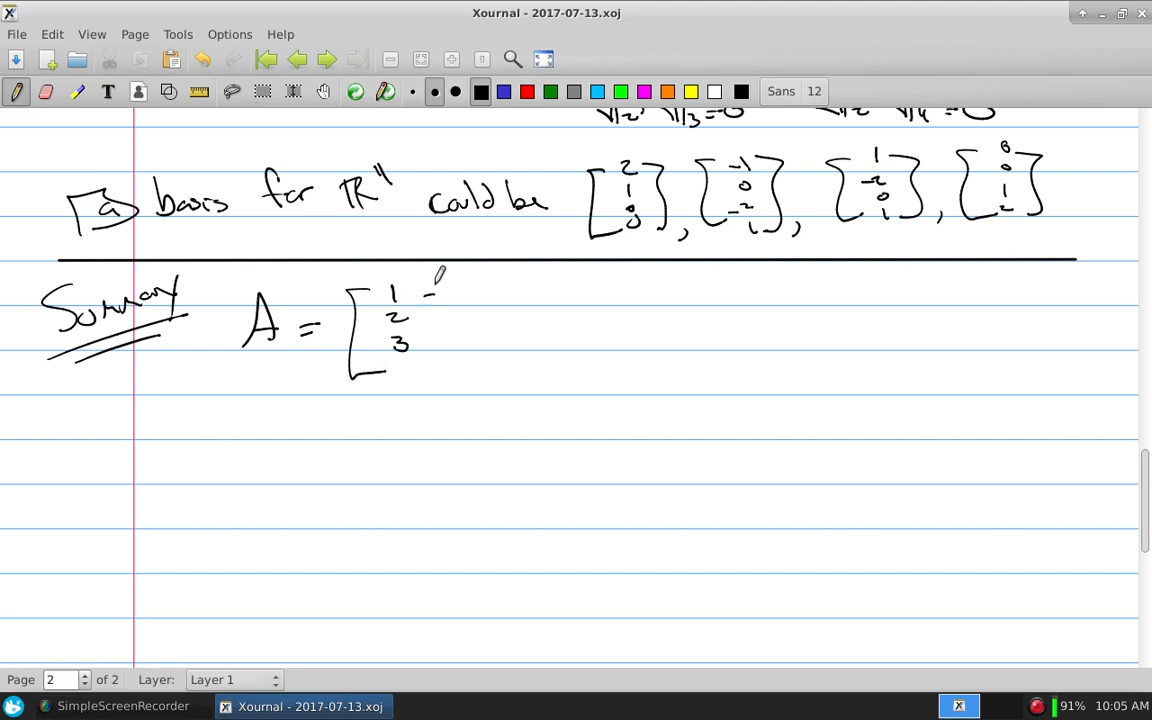 Xournal - 2017-07-13.xoj
File Edit View Page Tools Options Help
Sans 12
a basis for ℝ⁴ could be [2 1 0 0], [-1 0 -2 1], [1 -2 0 1], [0 0 1 2]
Summary A = [1 2 3 -
Page 2 of 2 Layer: Layer 1
SimpleScreenRecorder Xournal - 2017-07-13.xoj 91% 10:05 AM